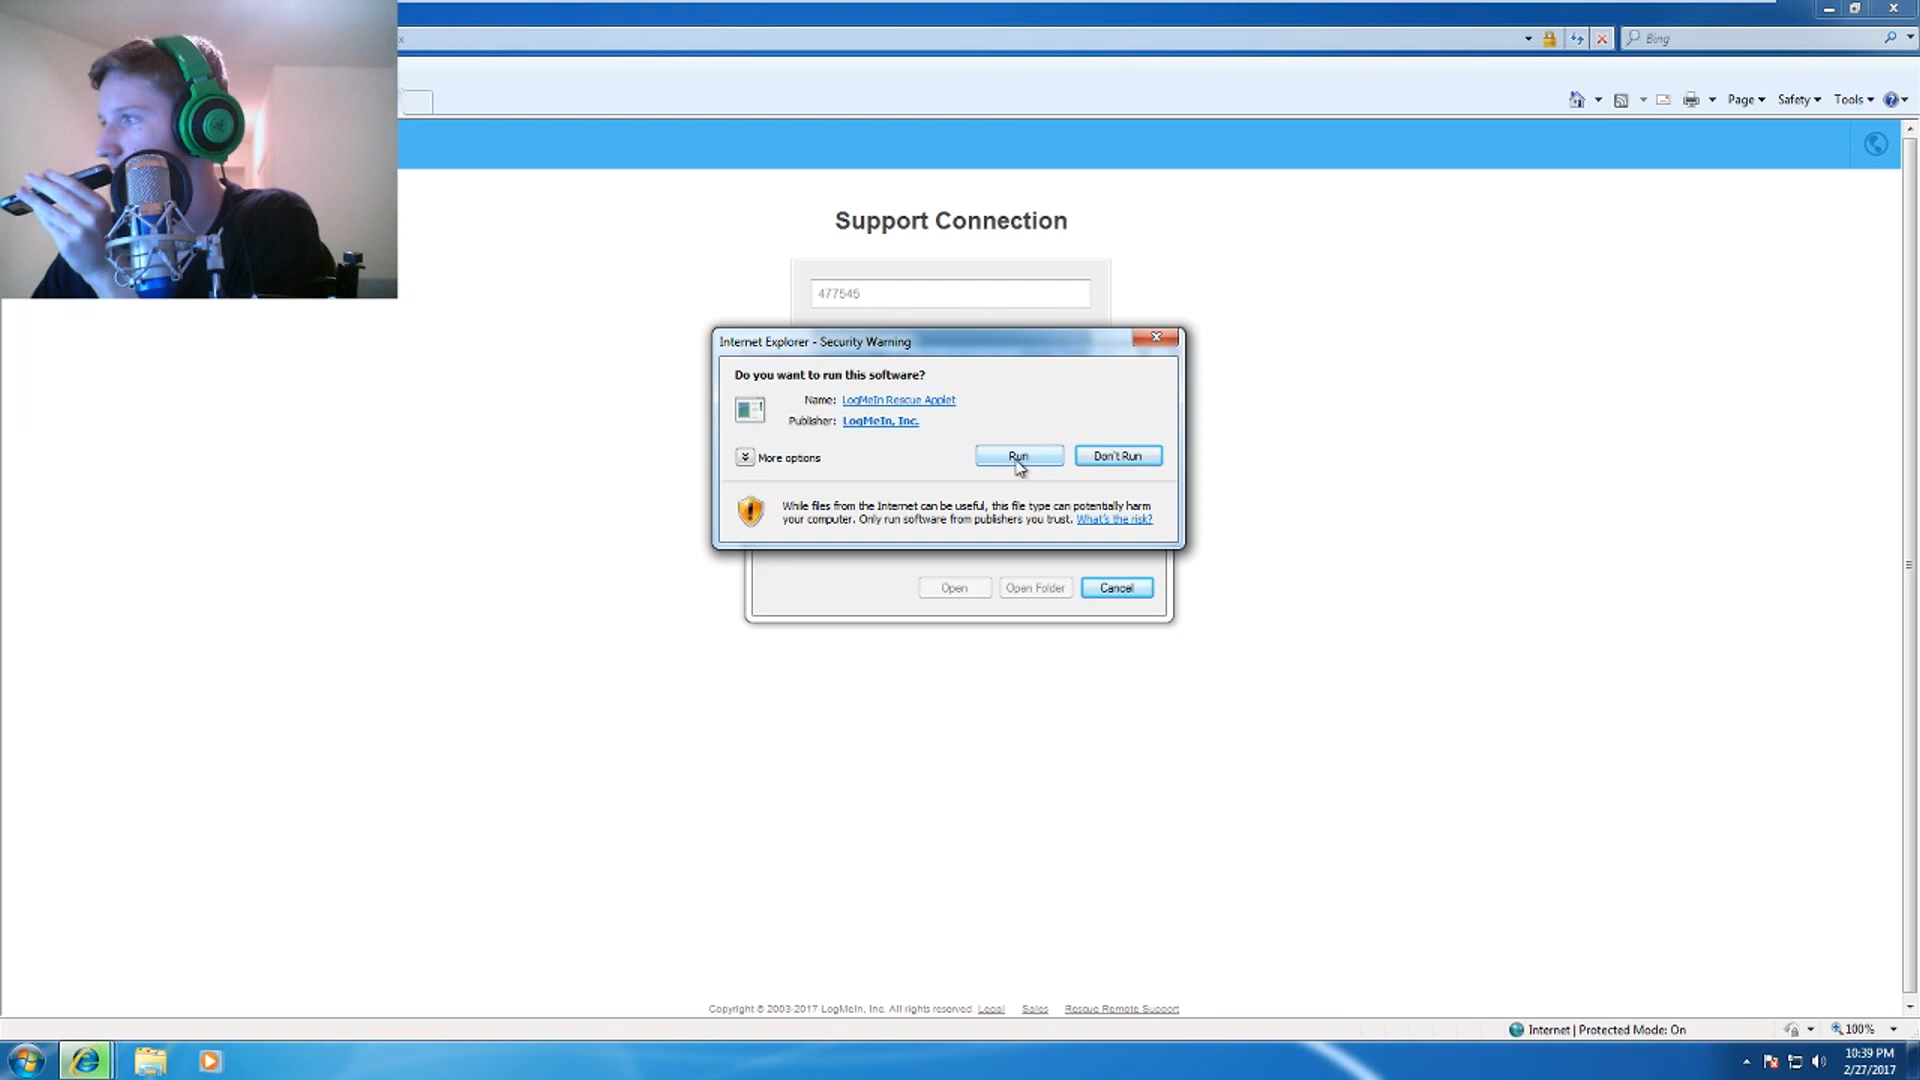 x
Bing
Page
Safety
Tools
Support Connection
477545
Internet Explorer - Security Warning
Do you want to run this software?
Name: LogMeIn Rescue Applet
Publisher: LogMeIn, Inc.
More options
Run
Don't Run
While files from the Internet can be useful, this file type can potentially harm
your computer. Only run software from publishers you trust. What's the risk?
Open
Open Folder
Cancel
Copyright © 2003-2017 LogMeIn, Inc. All rights reserved. Legal Sales Rescue Remote Support
Internet | Protected Mode: On
100%
10:39 PM
2/27/2017